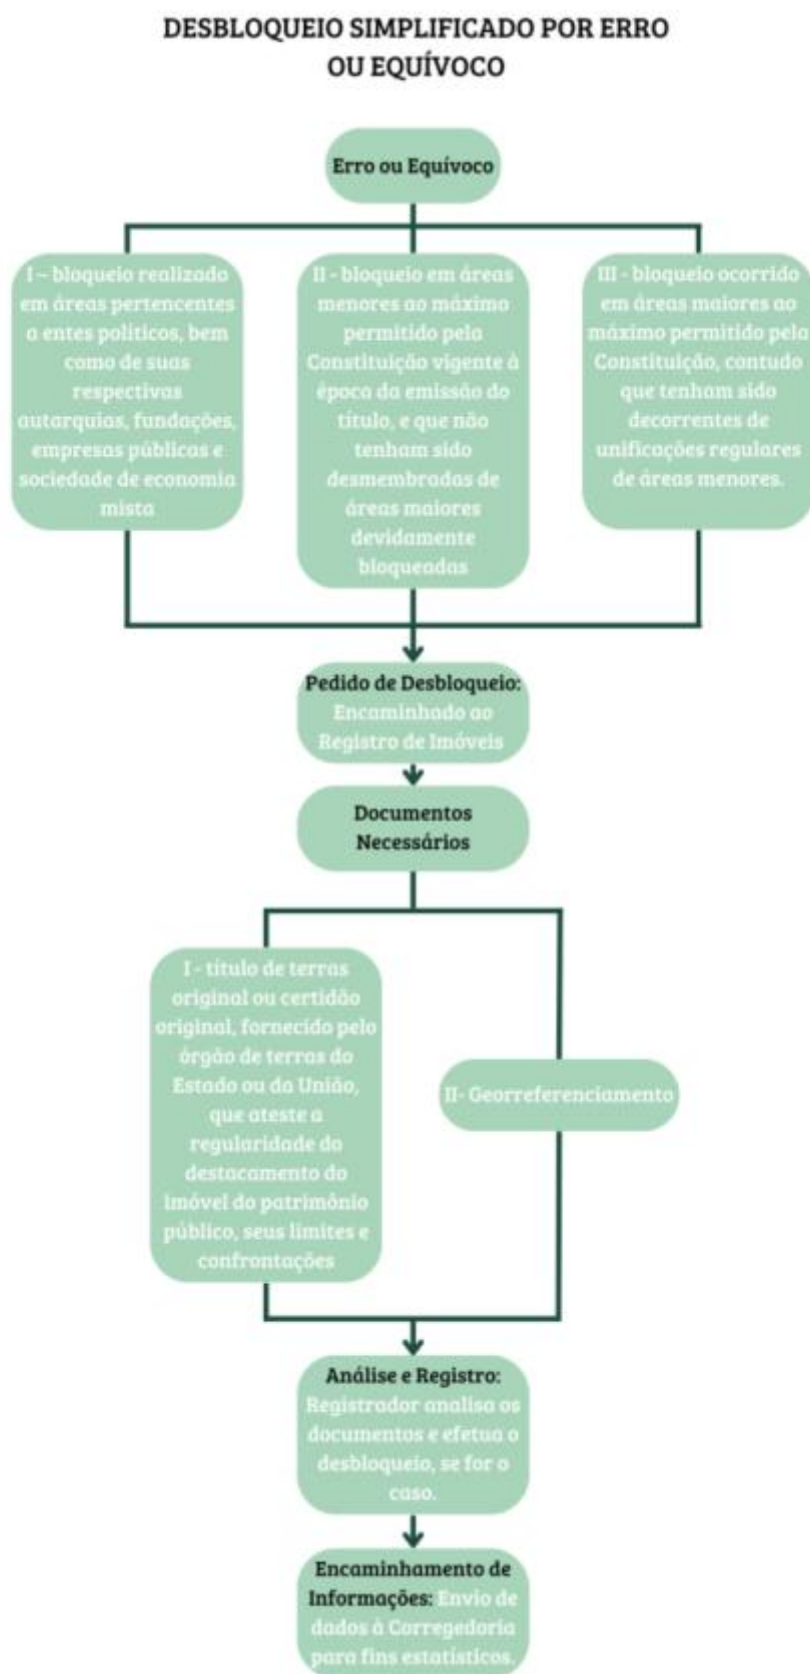 DESBLOQUEIO SIMPLIFICADO POR ERRO
OU EQUÍVOCO
Erro ou Equívoco
I – bloqueio realizado
em áreas pertencentes
a entes políticos, bem
como de suas
respectivas
autarquias, fundações,
empresas públicas e
sociedade de economia
mista
II - bloqueio em áreas
menores ao máximo
permitido pela
Constituição vigente à
época da emissão do
título, e que não
tenham sido
desmembradas de
áreas maiores
devidamente
bloqueadas
III - bloqueio ocorrido
em áreas maiores ao
máximo permitido pela
Constituição, contudo
que tenham sido
decorrentes de
unificações regulares
de áreas menores.
Pedido de Desbloqueio:
Encaminhado ao
Registro de Imóveis
Documentos
Necessários
I - título de terras
original ou certidão
original, fornecido pelo
órgão de terras do
Estado ou da União,
que ateste a
regularidade do
destacamento do
imóvel do patrimônio
público, seus limites e
confrontações
II- Georreferenciamento
Análise e Registro:
Registrador analisa os
documentos e efetua o
desbloqueio, se for o
caso.
Encaminhamento de
Informações: Envio de
dados à Corregedoria
para fins estatísticos.